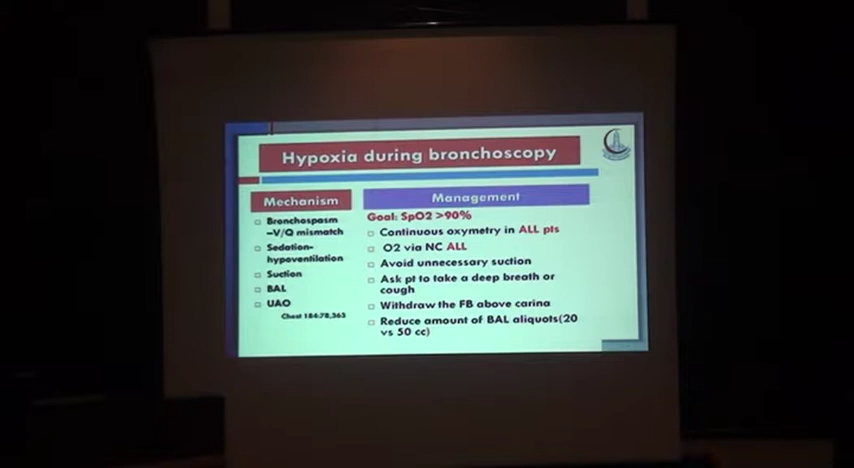 Hypoxia during bronchoscopy
Mechanism
Bronchospasm
–V/Q mismatch
Sedation-
hypoventilation
Suction
BAL
UAO
Chest 184:78,363
Management
Goal: SpO2 >90%
Continuous oxymetry in ALL pts
O2 via NC ALL
Avoid unnecessary suction
Ask pt to take a deep breath or
cough
Withdraw the FB above carina
Reduce amount of BAL aliquots(20
vs 50 cc)